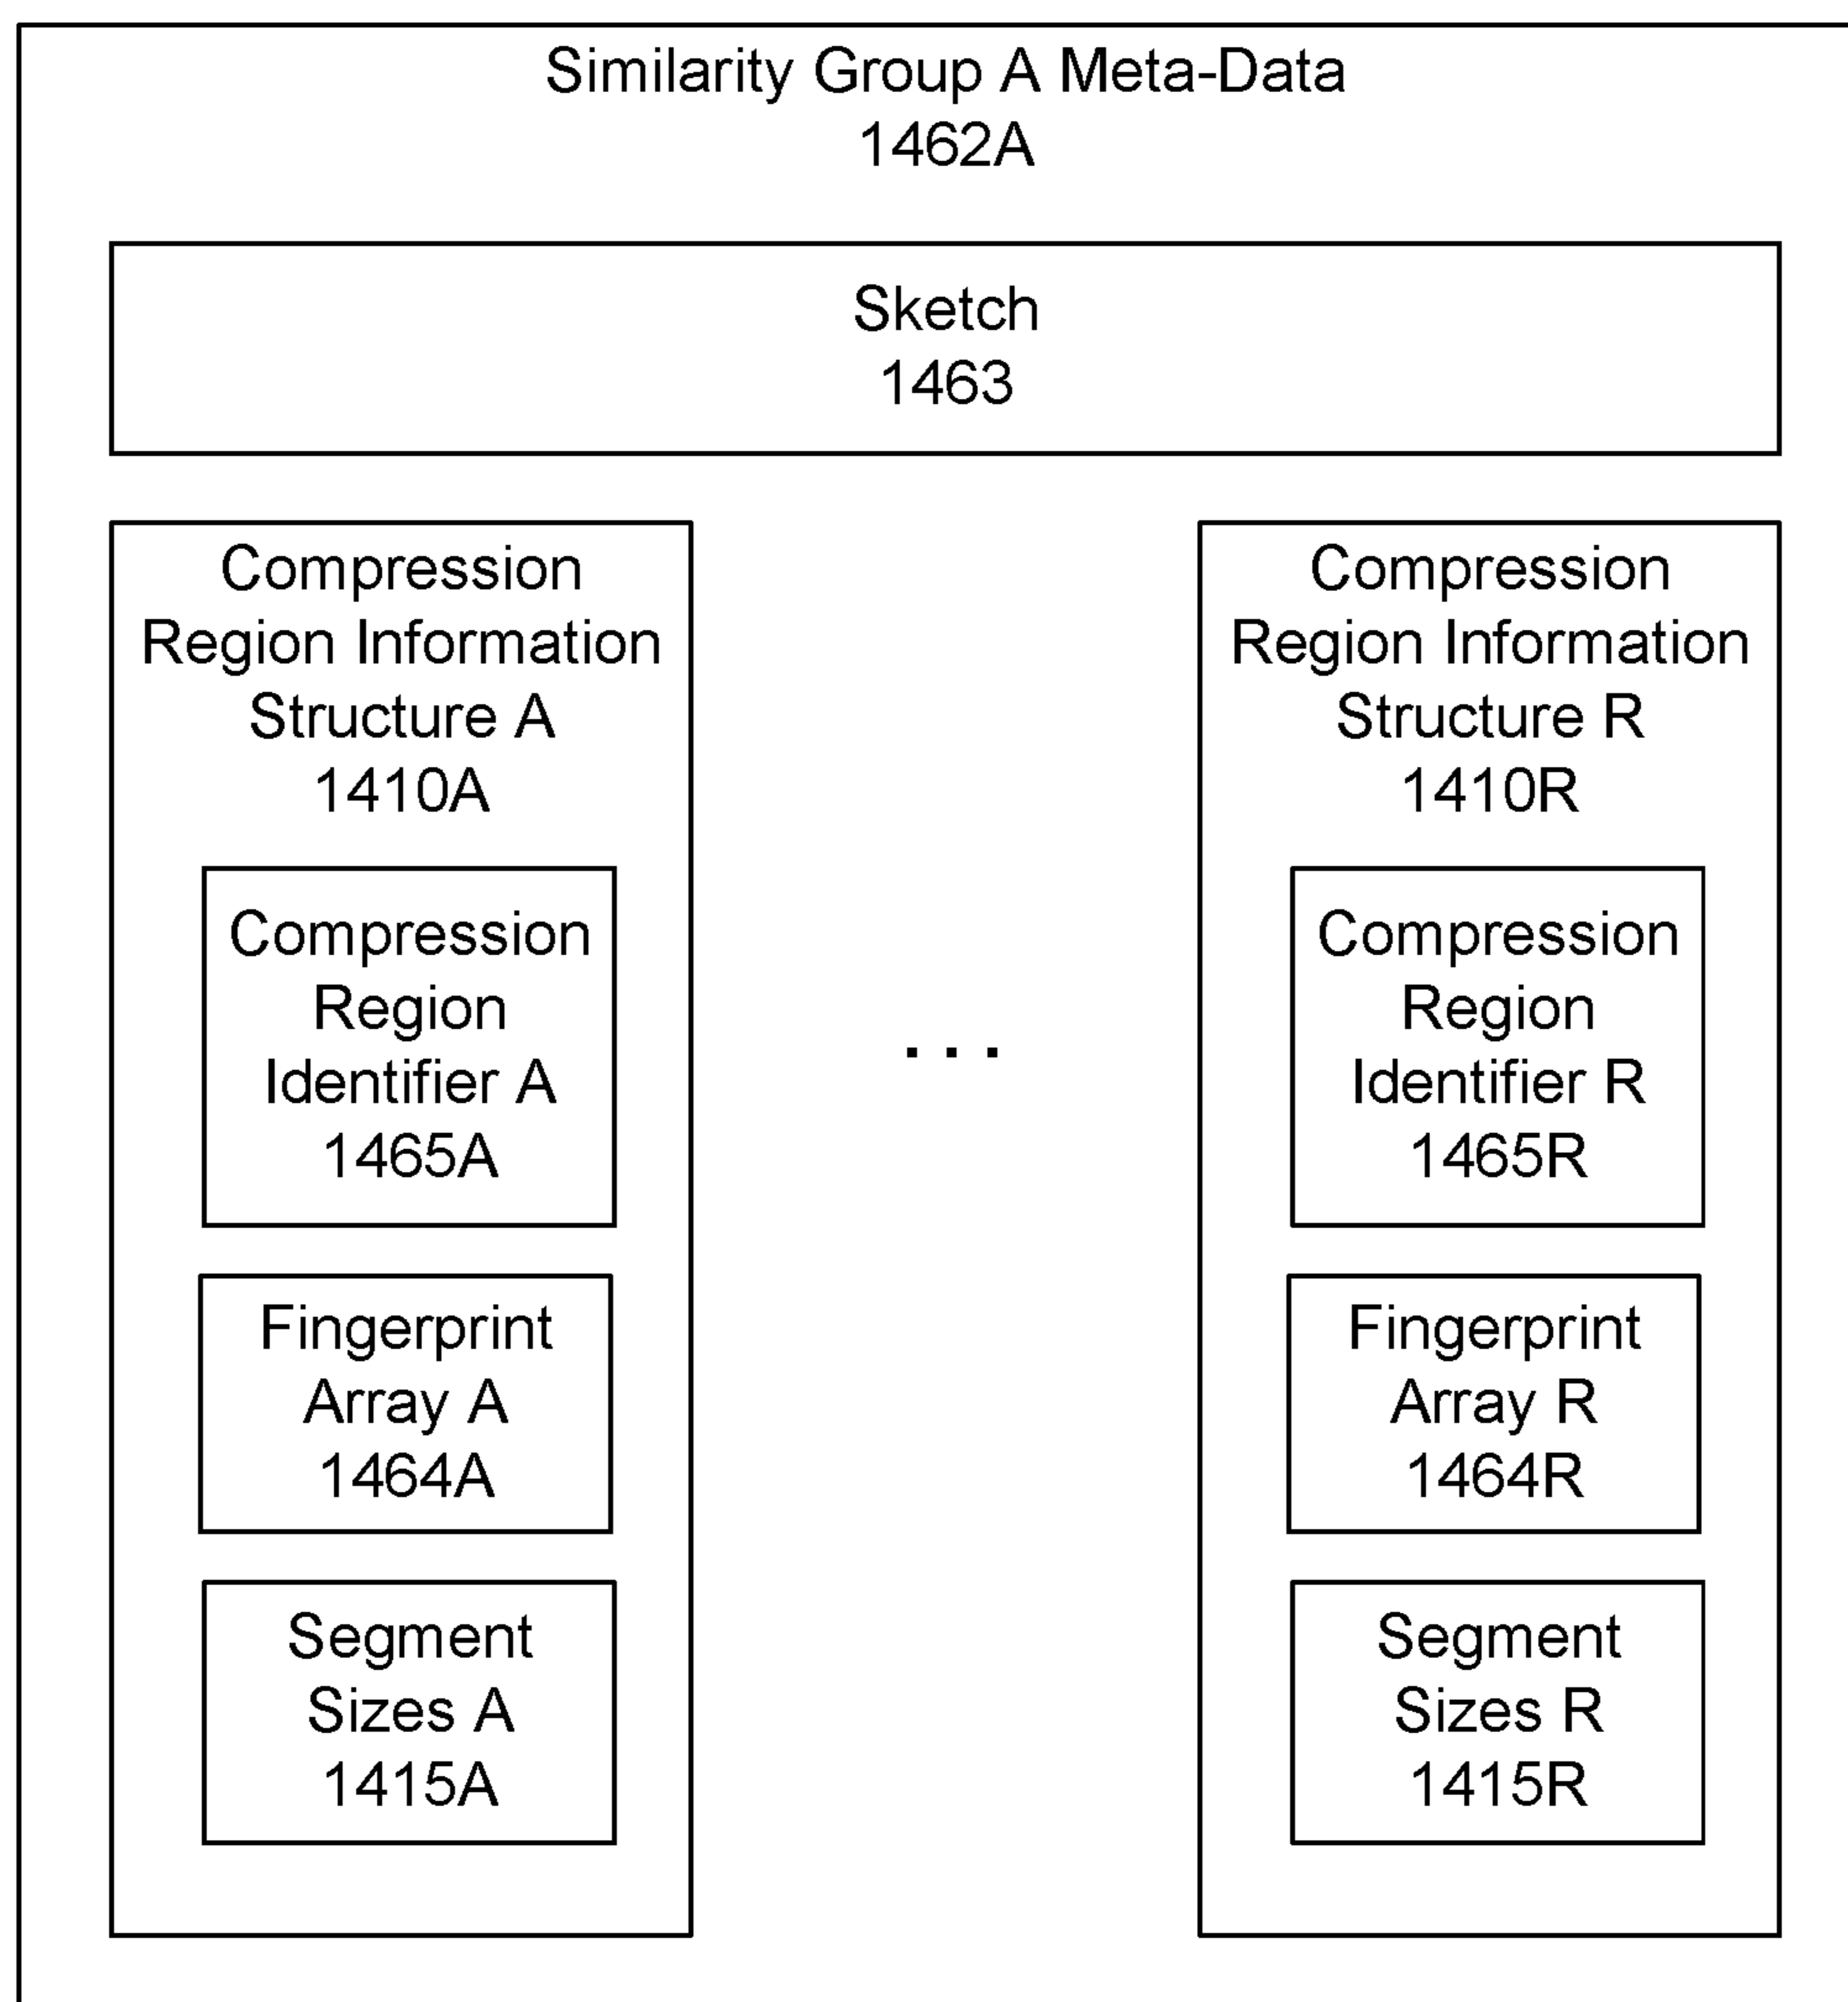 Similarity Group A Meta-Data
1462A
Sketch
1463
Compression
Region Information
Structure A
1410A
Compression
Region
Identifier A
1465A
Fingerprint
Array A
1464A
Segment
Sizes A
1415A
...
Compression
Region Information
Structure R
1410R
Compression
Region
Identifier R
1465R
Fingerprint
Array R
1464R
Segment
Sizes R
1415R